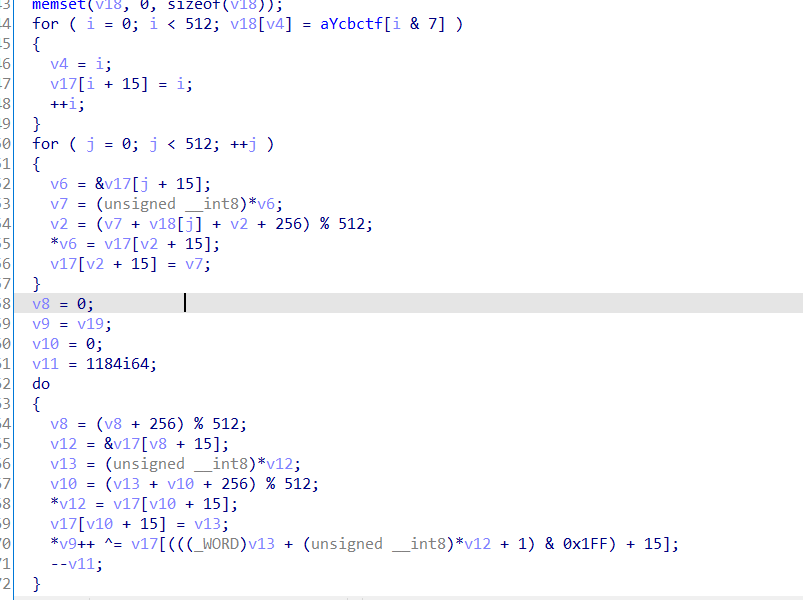 3 memset(v18, 0, sizeof(v18));
4 for ( i = 0; i < 512; v18[v4] = aYcbctf[i & 7] )
5 {
6 v4 = i;
7 v17[i + 15] = i;
8 ++i;
9 }
0 for ( j = 0; j < 512; ++j )
1 {
2 v6 = &v17[j + 15];
3 v7 = (unsigned __int8)*v6;
4 v2 = (v7 + v18[j] + v2 + 256) % 512;
5 *v6 = v17[v2 + 15];
6 v17[v2 + 15] = v7;
7 }
8 v8 = 0;
9 v9 = v19;
0 v10 = 0;
1 v11 = 1184i64;
2 do
3 {
4 v8 = (v8 + 256) % 512;
5 v12 = &v17[v8 + 15];
6 v13 = (unsigned __int8)*v12;
7 v10 = (v13 + v10 + 256) % 512;
8 *v12 = v17[v10 + 15];
9 v17[v10 + 15] = v13;
0 *v9++ ^= v17[(((_WORD)v13 + (unsigned __int8)*v12 + 1) & 0x1FF) + 15];
1 --v11;
2 }